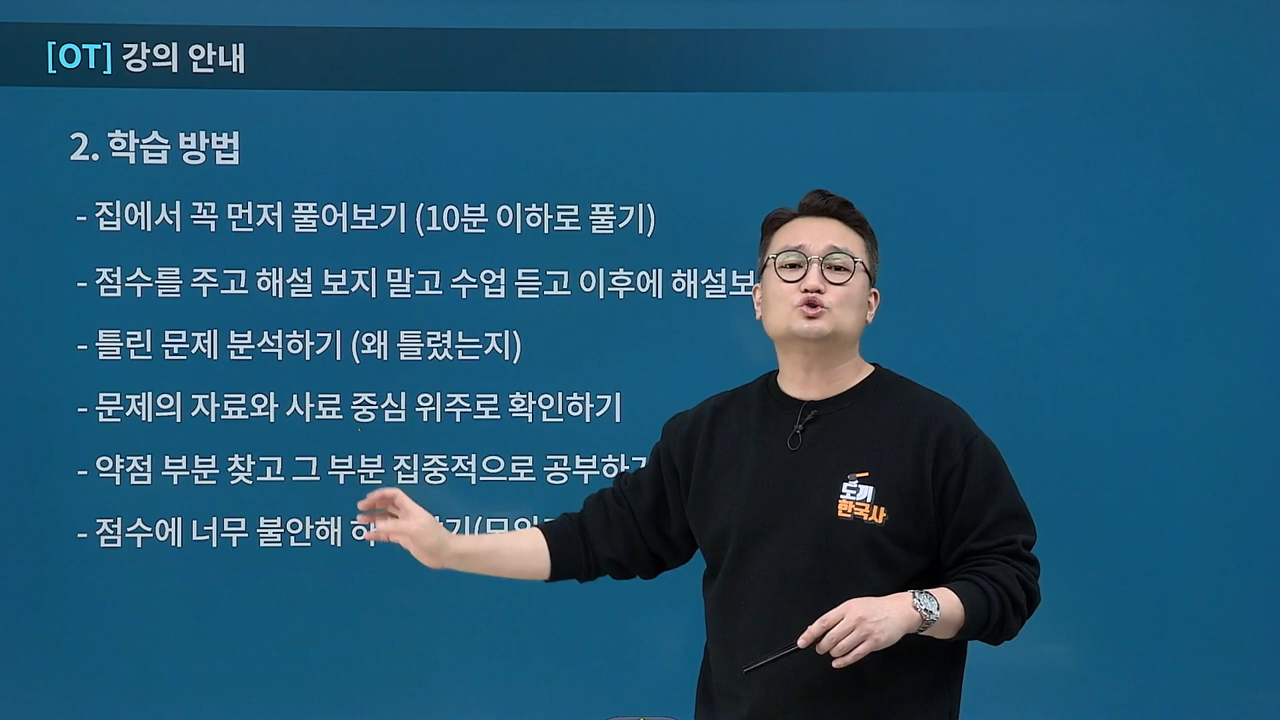 [OT] 강의 안내
2. 학습 방법
- 집에서 꼭 먼저 풀어보기 (10분 이하로 풀기)
- 점수를 주고 해설 보지 말고 수업 듣고 이후에 해설보
- 틀린 문제 분석하기 (왜 틀렸는지)
- 문제의 자료와 사료 중심 위주로 확인하기
- 약점 부분 찾고 그 부분 집중적으로 공부하기
- 점수에 너무 불안해 하
도끼
한국사